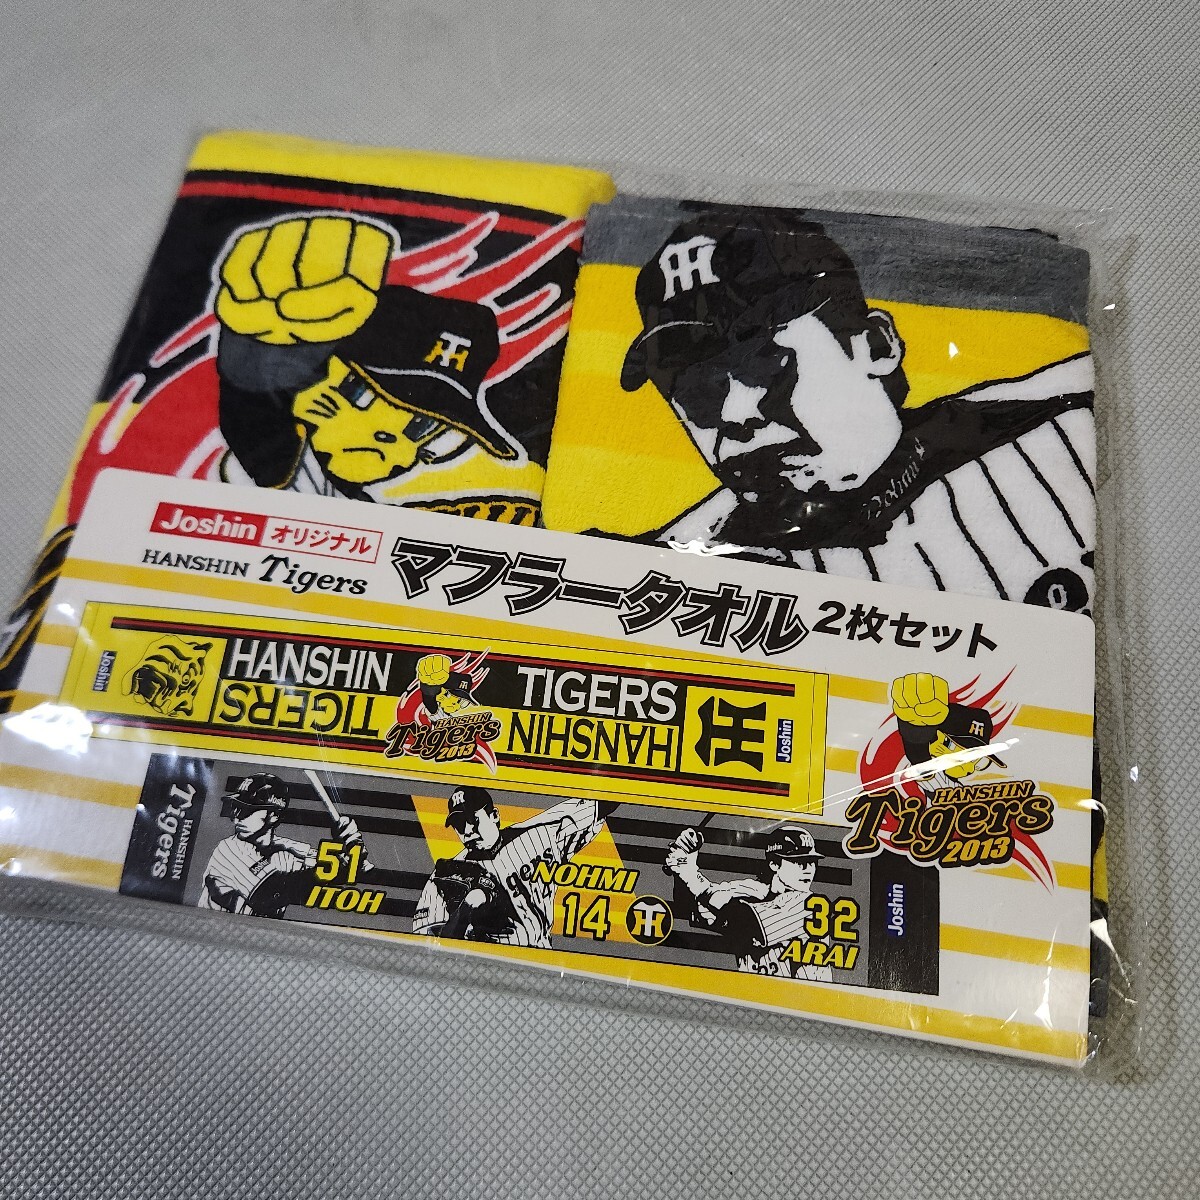 Joshin オリジナル
HANSHIN Tigers
マフラータオル 2枚セット
Joshin
HANSHIN
TIGERS
HANSHIN
Tigers
2013
TIGERS
HANSHIN
Joshin
HANSHIN
Tigers
2013
HANSHIN
Tigers
51
ITOH
NOHMI
14
32
ARAI
Joshin